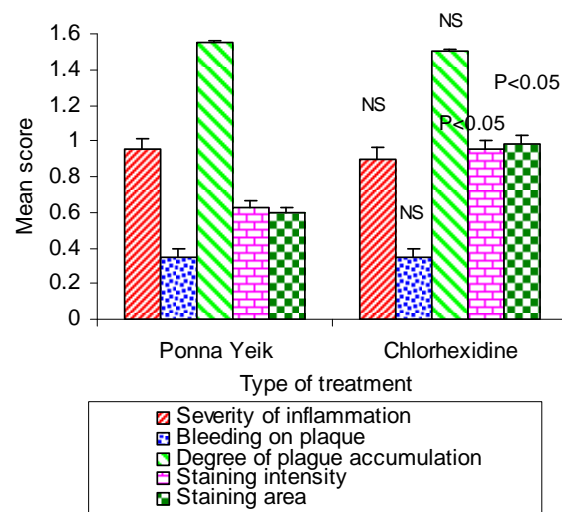 NS
1.6
1.4
1.2
1
0.8
0.6
0.4
0.2
0
Mean score
NS
P<0.05
P<0.05
NS
Ponna Yeik
Chlorhexidine
Type of treatment
Severity of inflammation
Bleeding on plaque
Degree of plague accumulation
Staining intensity
Staining area